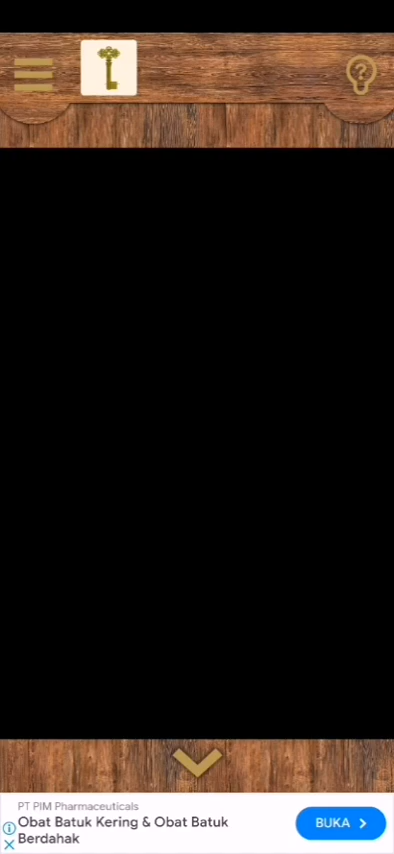 PT PIM Pharmaceuticals
Obat Batuk Kering & Obat Batuk
Berdahak
BUKA